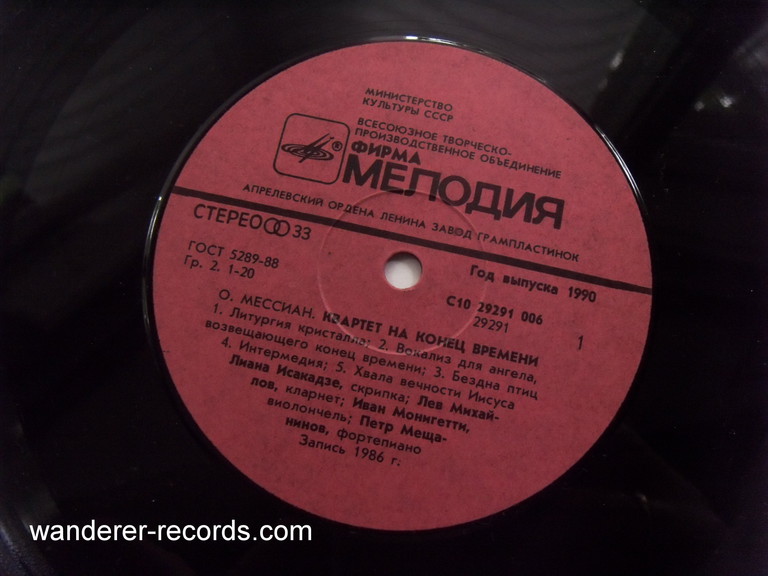 МИНИСТЕРСТВО
КУЛЬТУРЫ СССР
ВСЕСОЮЗНОЕ ТВОРЧЕСКО-
ПРОИЗВОДСТВЕННОЕ ОБЪЕДИНЕНИЕ
®
ФИРМА
МЕЛОДИЯ
АПРЕЛЕВСКИЙ ОРДЕНА ЛЕНИНА ЗАВОД ГРАМПЛАСТИНОК
СТЕРЕО 33
ГОСТ 5289-88
Гр. 2. 1-20
Год выпуска 1990
С10 29291 006
29291
1
О. МЕССИАН. КВАРТЕТ НА КОНЕЦ ВРЕМЕНИ
1. Литургия кристалла; 2. Вокализ для ангела,
возвещающего конец времени; 3. Бездна птиц
4. Интермедия; 5. Хвала вечности Иисуса
Лиана Исакадзе, скрипка; Лев Михай-
лов, кларнет; Иван Монигетти,
виолончель; Петр Меща-
нинов, фортепиано
Запись 1986 г.
wanderer-records.com